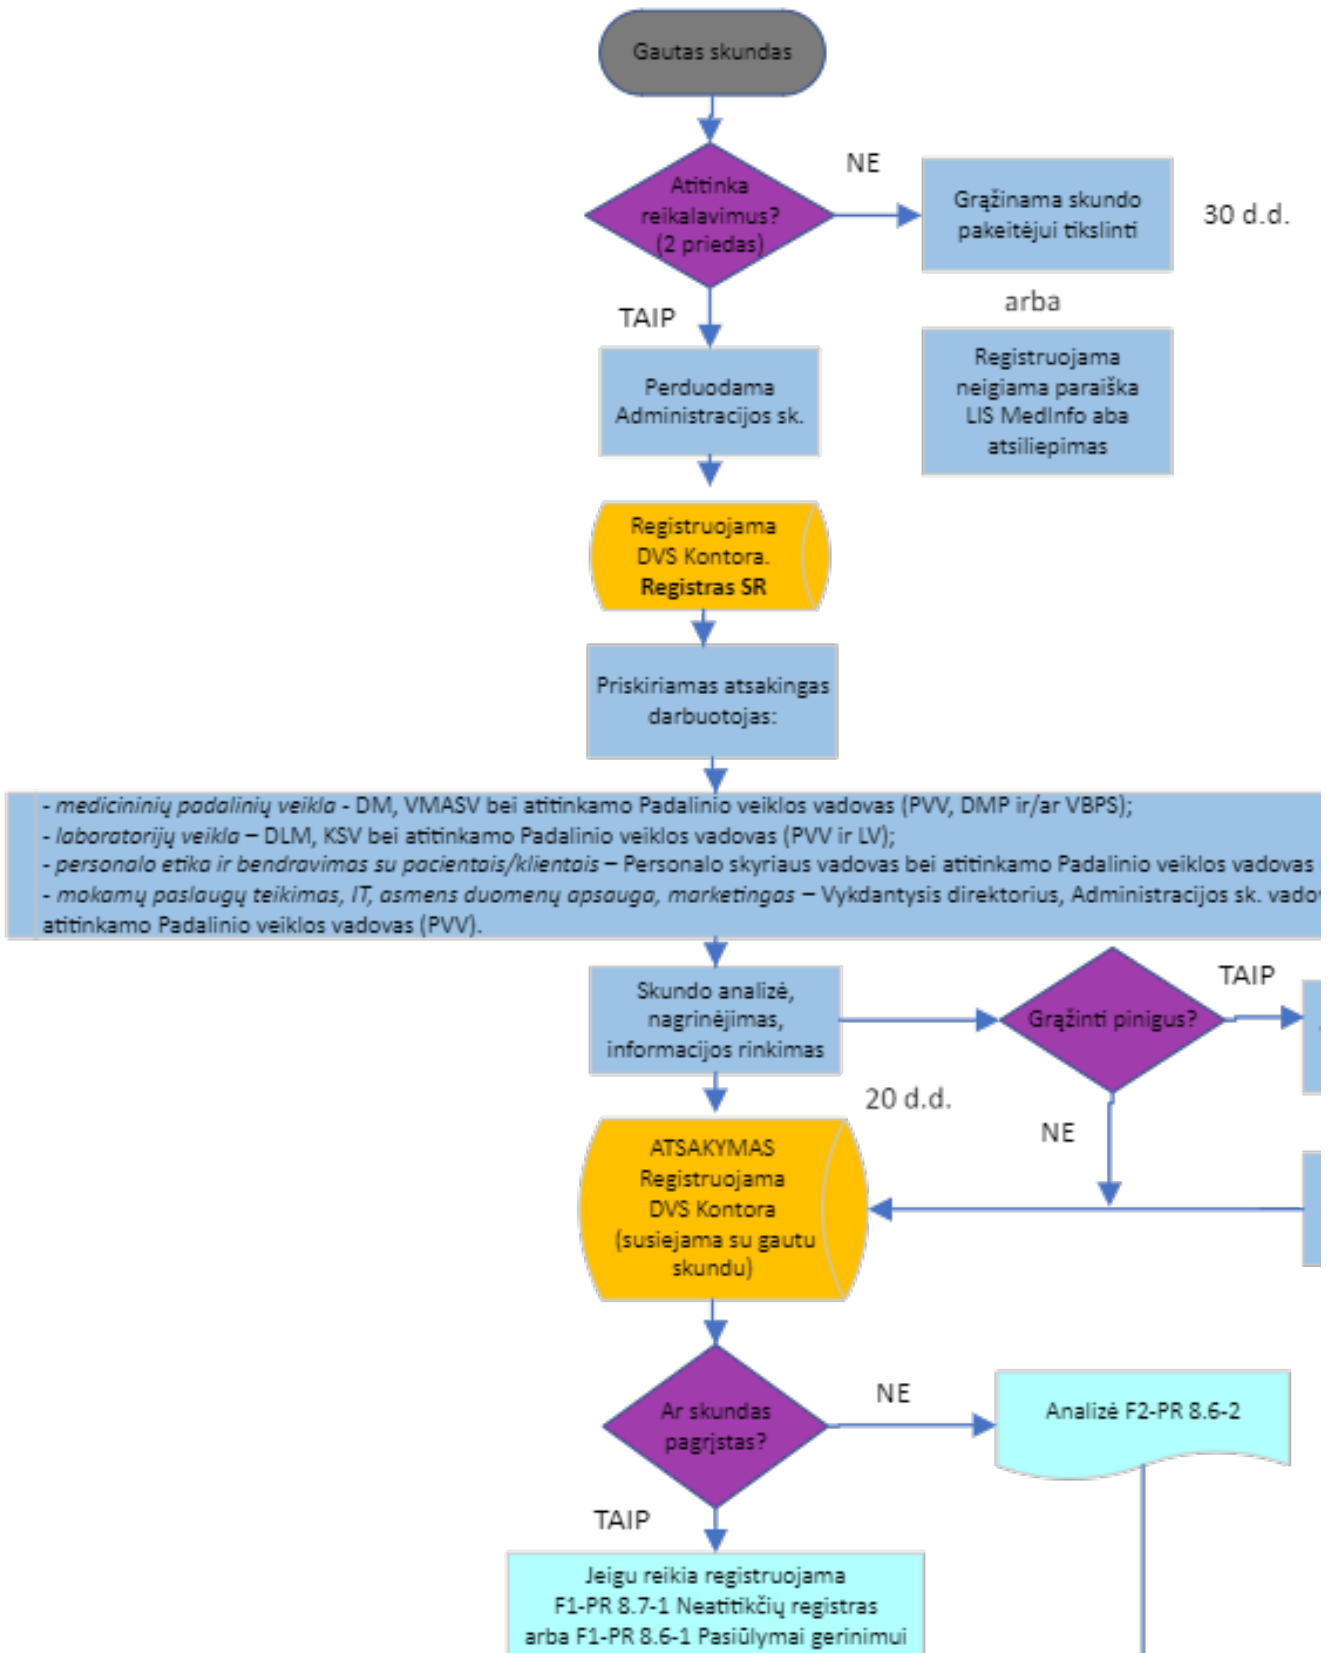 Gautas skundas
Atitinka
reikalavimus?
(2 priedas)
NE
Grąžinama skundo
pakeitėjui tikslinti
30 d.d.
arba
TAIP
Perduodama
Administracijos sk.
Registruojama
neigiama paraiška
LIS MedInfo aba
atsiliepimas
Registruojama
DVS Kontora.
Registras SR
Priskiriamas atsakingas
darbuotojas:
- medicininių padalinių veikla - DM, VMASV bei atitinkamo Padalinio veiklos vadovas (PVV, DMP ir/ar VBPS);
- laboratorijų veikla – DLM, KSV bei atitinkamo Padalinio veiklos vadovas (PVV ir LV);
- personalo etika ir bendravimas su pacientais/klientais – Personalo skyriaus vadovas bei atitinkamo Padalinio veiklos vadovas
- mokamų paslaugų teikimas, IT, asmens duomenų apsauga, marketingas – Vykdantysis direktorius, Administracijos sk. vadov
atitinkamo Padalinio veiklos vadovas (PVV).
Skundo analizė,
nagrinėjimas,
informacijos rinkimas
Grąžinti pinigus?
TAIP
20 d.d.
NE
ATSAKYMAS
Registruojama
DVS Kontora
(susiejama su gautu
skundu)
Ar skundas
pagrįstas?
NE
Analizė F2-PR 8.6-2
TAIP
Jeigu reikia registruojama
F1-PR 8.7-1 Neatitikčių registras
arba F1-PR 8.6-1 Pasiūlymai gerinimui